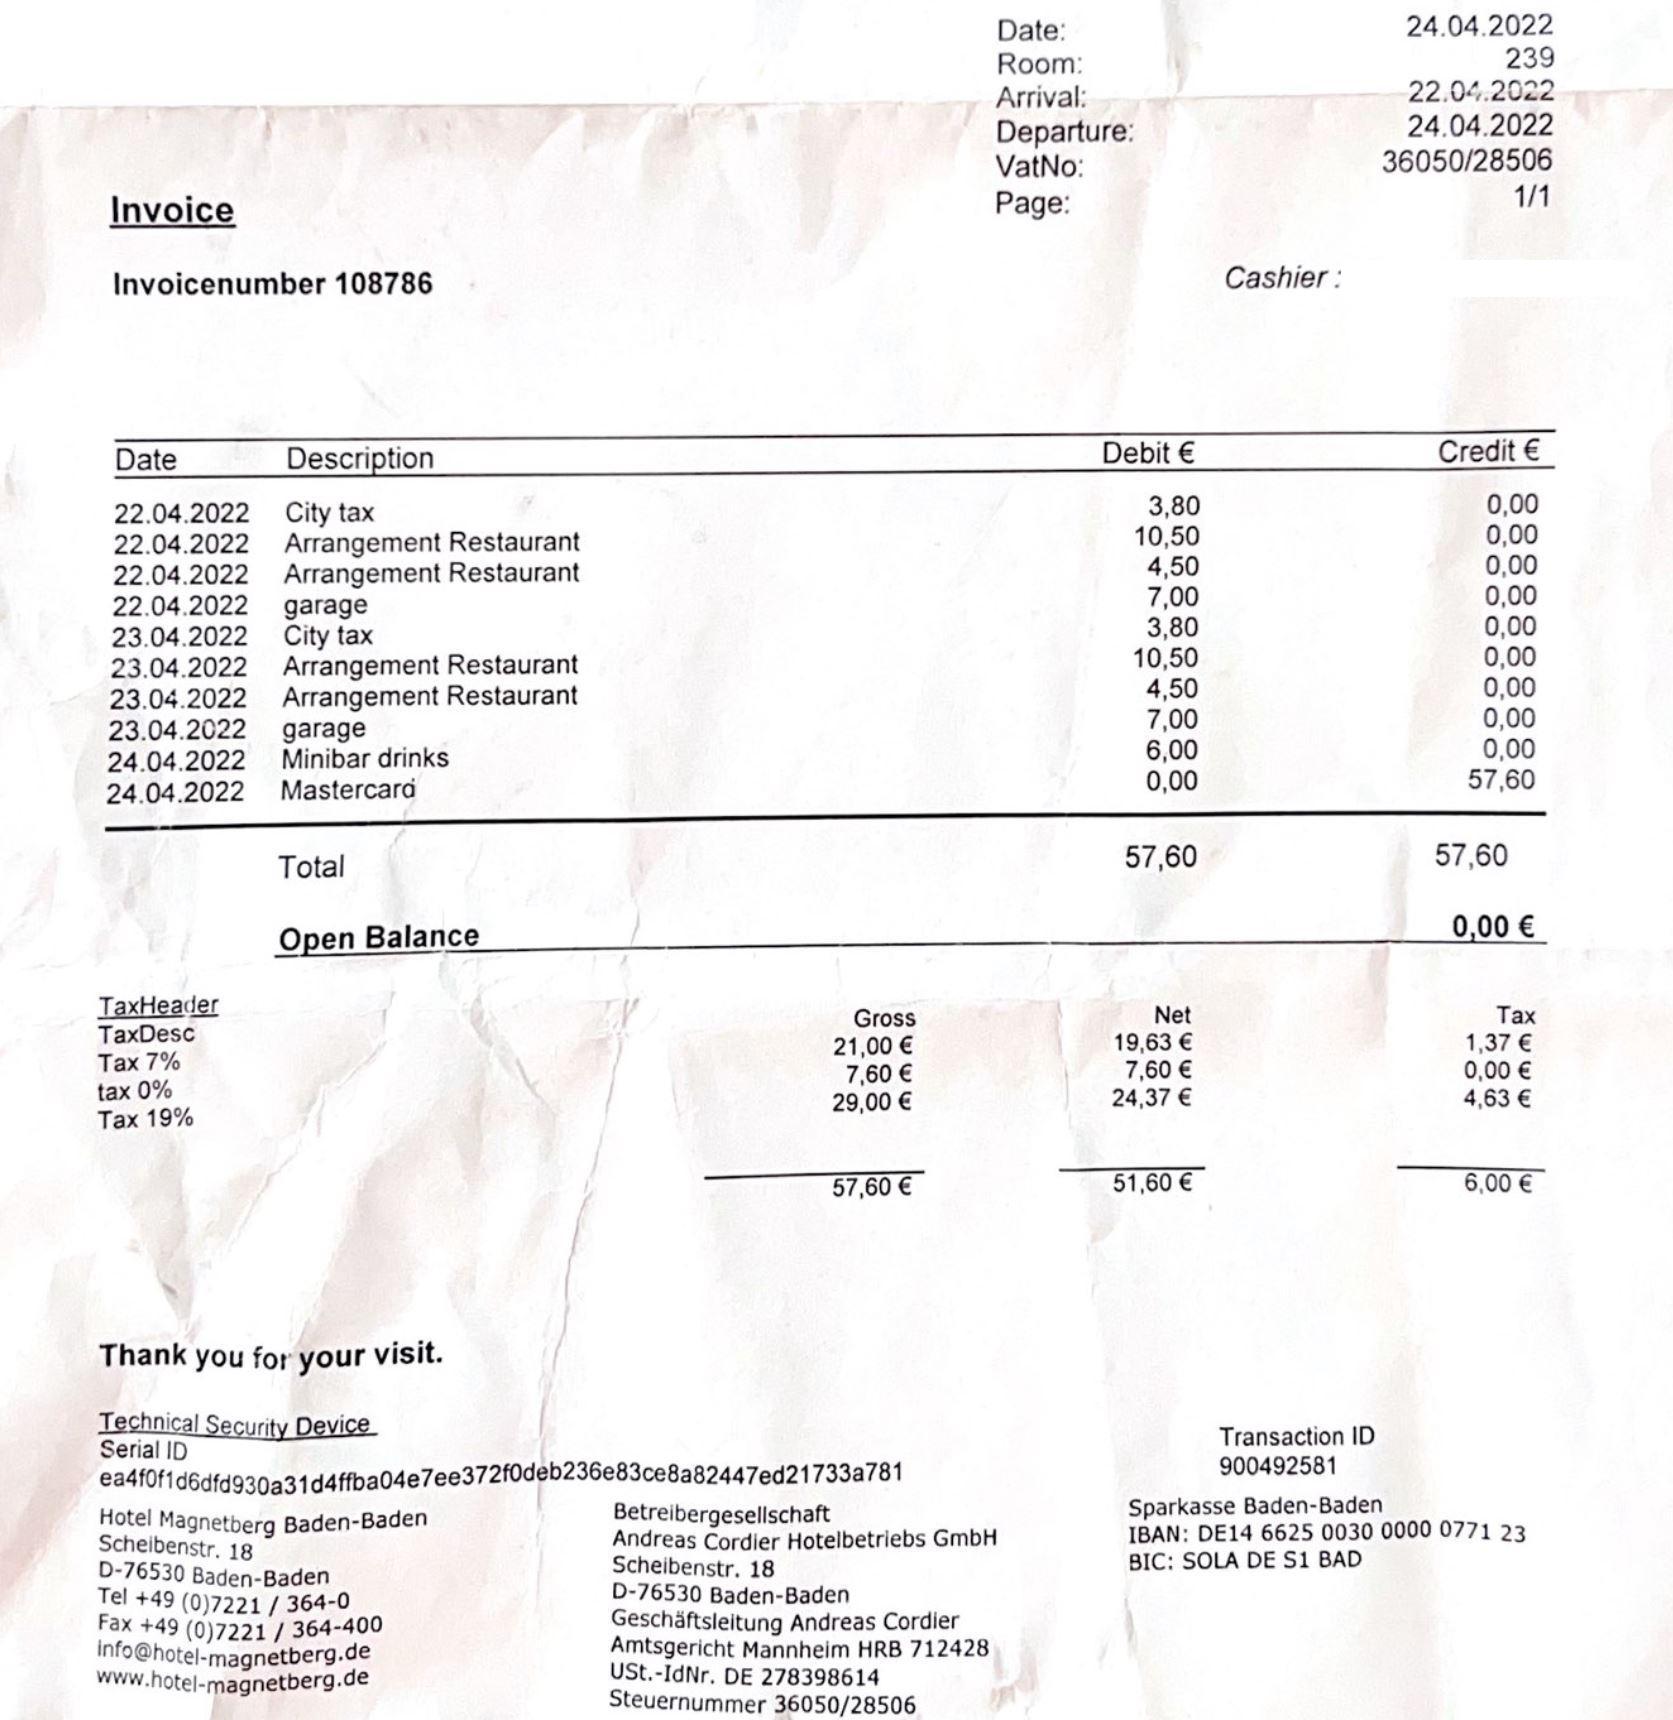 Date: 24.04.2022
Room: 239
Arrival: 22.04.2022
Departure: 24.04.2022
VatNo: 36050/28506
Page: 1/1
Invoice
Invoicenumber 108786
Cashier :
Date Description Debit € Credit €
22.04.2022 City tax 3,80 0,00
22.04.2022 Arrangement Restaurant 10,50 0,00
22.04.2022 Arrangement Restaurant 4,50 0,00
22.04.2022 garage 7,00 0,00
23.04.2022 City tax 3,80 0,00
23.04.2022 Arrangement Restaurant 10,50 0,00
23.04.2022 Arrangement Restaurant 4,50 0,00
23.04.2022 garage 7,00 0,00
24.04.2022 Minibar drinks 6,00 0,00
24.04.2022 Mastercard 0,00 57,60
Total 57,60 57,60
Open Balance 0,00 €
TaxHeader
TaxDesc Gross Net Tax
Tax 7% 21,00 € 19,63 € 1,37 €
tax 0% 7,60 € 7,60 € 0,00 €
Tax 19% 29,00 € 24,37 € 4,63 €
57,60 € 51,60 € 6,00 €
Thank you for your visit.
Technical Security Device
Serial ID
ea4f0f1d6dfd930a31d4ffba04e7ee372f0deb236e83ce8a82447ed21733a781
Transaction ID
900492581
Hotel Magnetberg Baden-Baden
Scheibenstr. 18
D-76530 Baden-Baden
Tel +49 (0)7221 / 364-0
Fax +49 (0)7221 / 364-400
info@hotel-magnetberg.de
www.hotel-magnetberg.de
Betreibergesellschaft
Andreas Cordier Hotelbetriebs GmbH
Scheibenstr. 18
D-76530 Baden-Baden
Geschäftsleitung Andreas Cordier
Amtsgericht Mannheim HRB 712428
USt.-IdNr. DE 278398614
Steuernummer 36050/28506
Sparkasse Baden-Baden
IBAN: DE14 6625 0030 0000 0771 23
BIC: SOLA DE S1 BAD